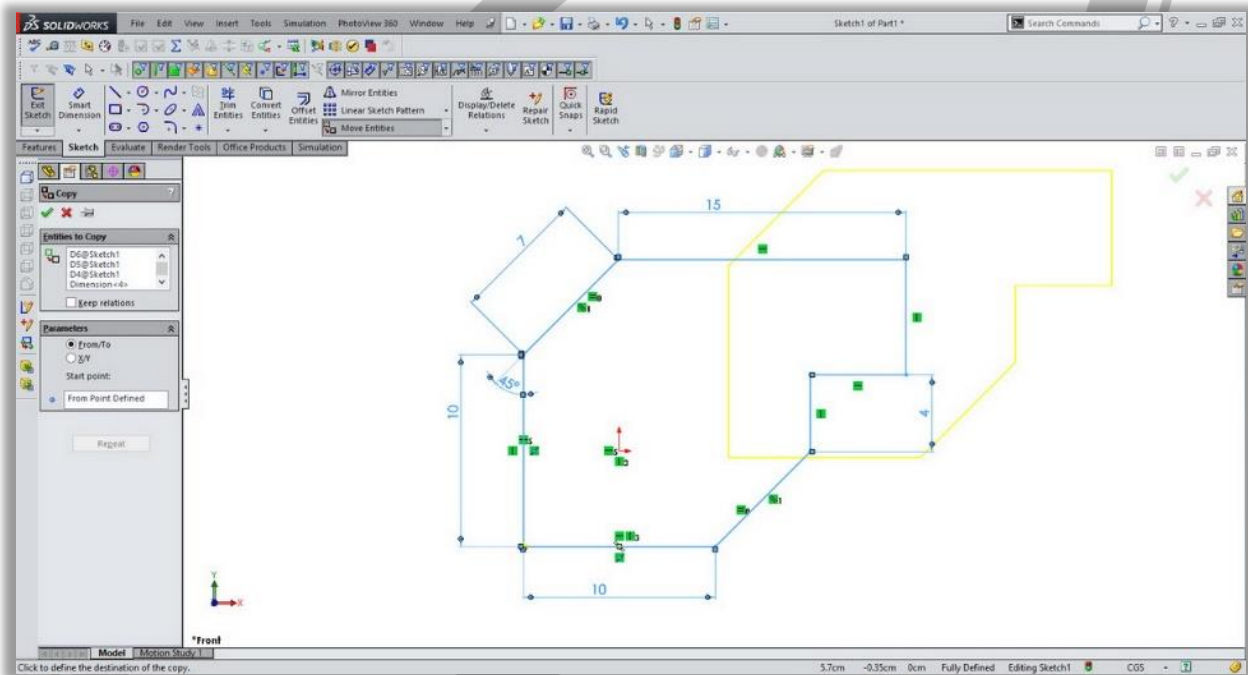 SOLIDWORKS File Edit View Insert Tools Simulation PhotoView 360 Window Help Sketch1 of Part1 * Search Commands
Exit Sketch
Smart Dimension
Trim Entities
Convert Entities
Offset Entities
Mirror Entities
Linear Sketch Pattern
Move Entities
Display/Delete Relations
Repair Sketch
Quick Snaps
Rapid Sketch
Features Sketch Evaluate Render Tools Office Products Simulation
Copy ?
Entities to Copy
D6@Sketch1
D5@Sketch1
D4@Sketch1
Dimension<4>
Keep relations
Parameters
From/To
X/Y
Start point:
From Point Defined
Repeat
15
7
45°
10
4
10
Y
X
*Front
Model Motion Study 1
Click to define the destination of the copy. 5.7cm -0.35cm 0cm Fully Defined Editing Sketch1 CGS